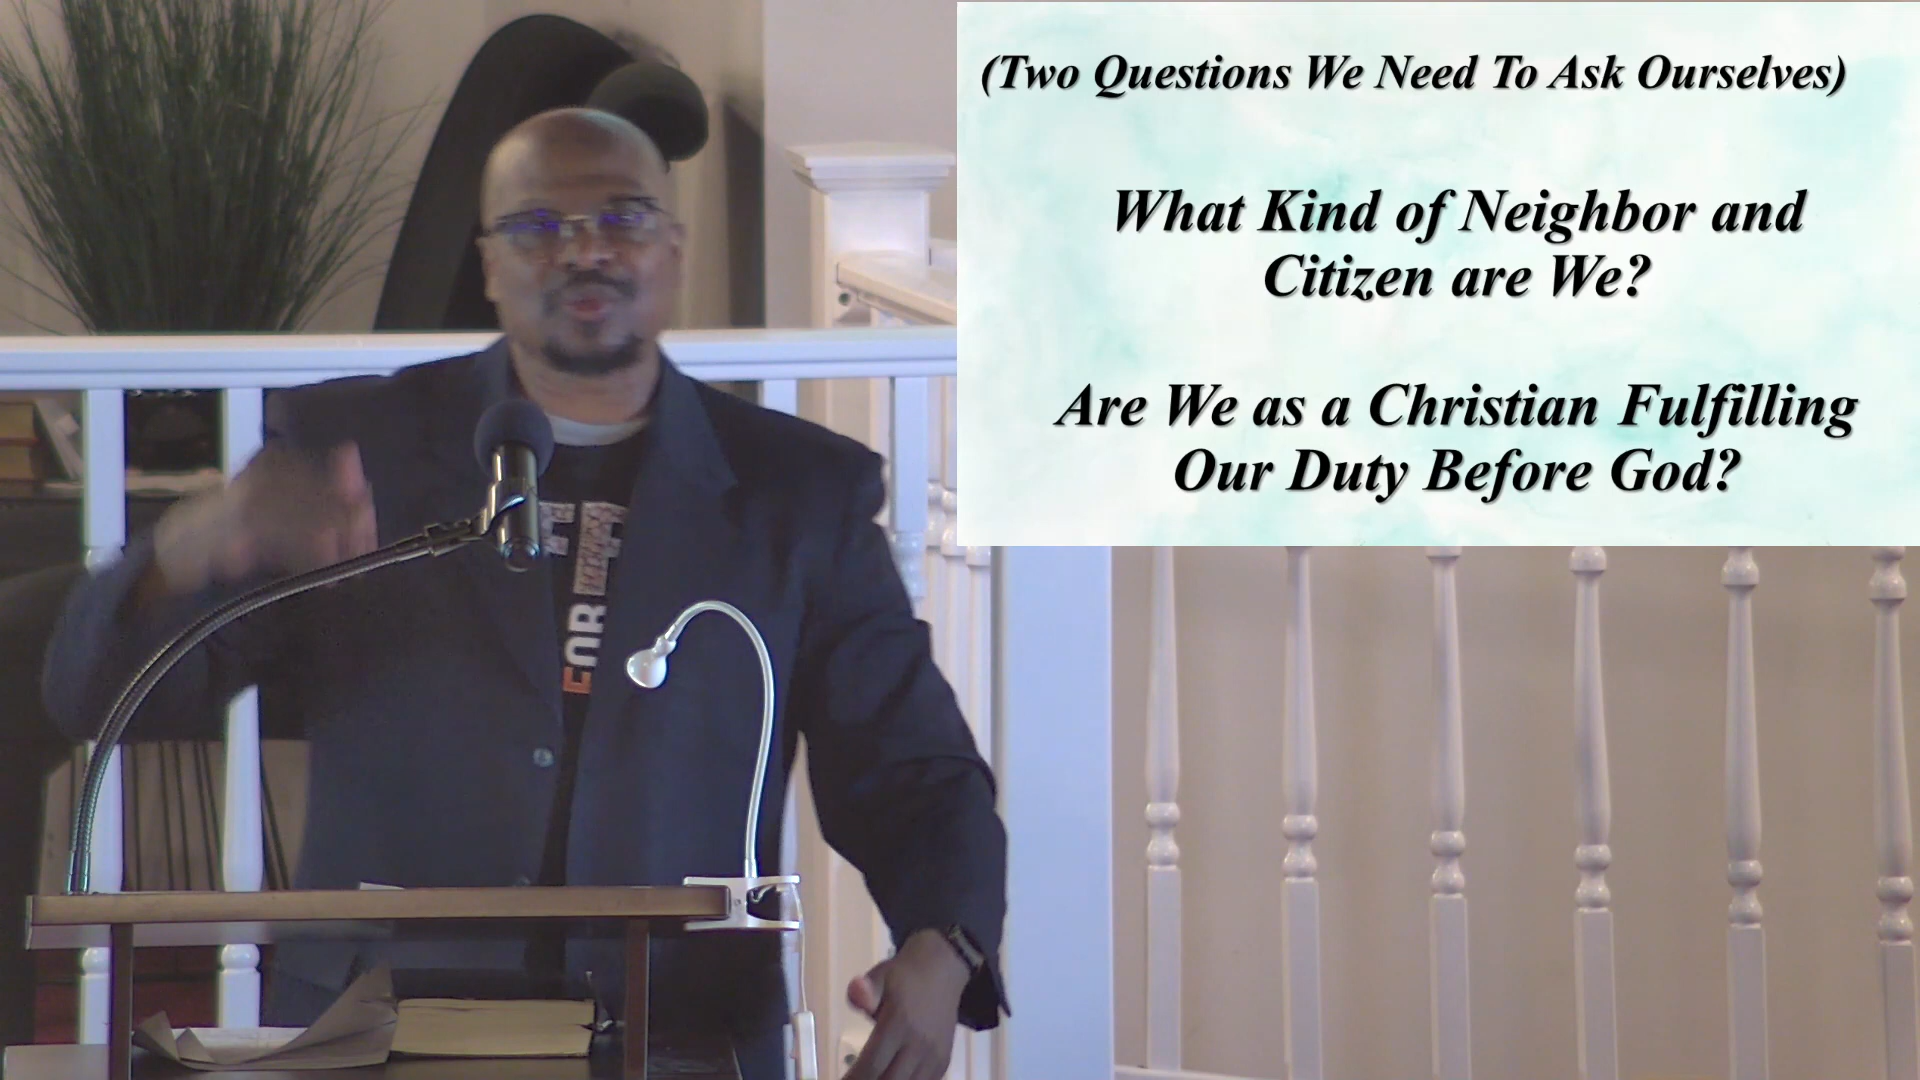 (Two Questions We Need To Ask Ourselves)
What Kind of Neighbor and
Citizen are We?
Are We as a Christian Fulfilling
Our Duty Before God?
FOR